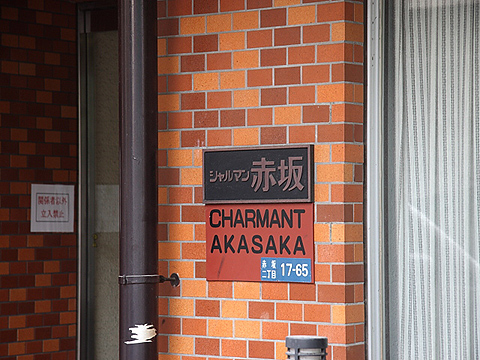 関係者以外
立入禁止
シャルマン赤坂
CHARMANT
AKASAKA
赤坂
二丁目 17-65